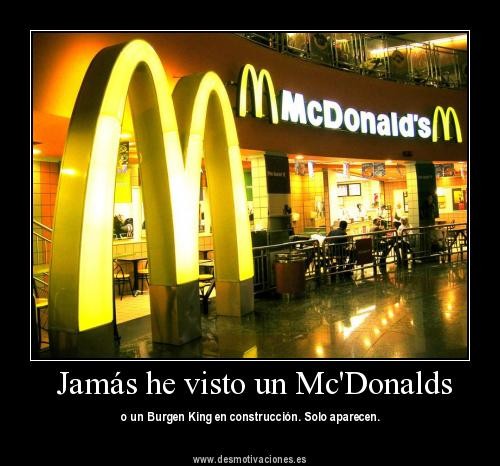 McDonald's
Jamás he visto un Mc'Donalds
o un Burgen King en construcción. Solo aparecen.
www.desmotivaciones.es